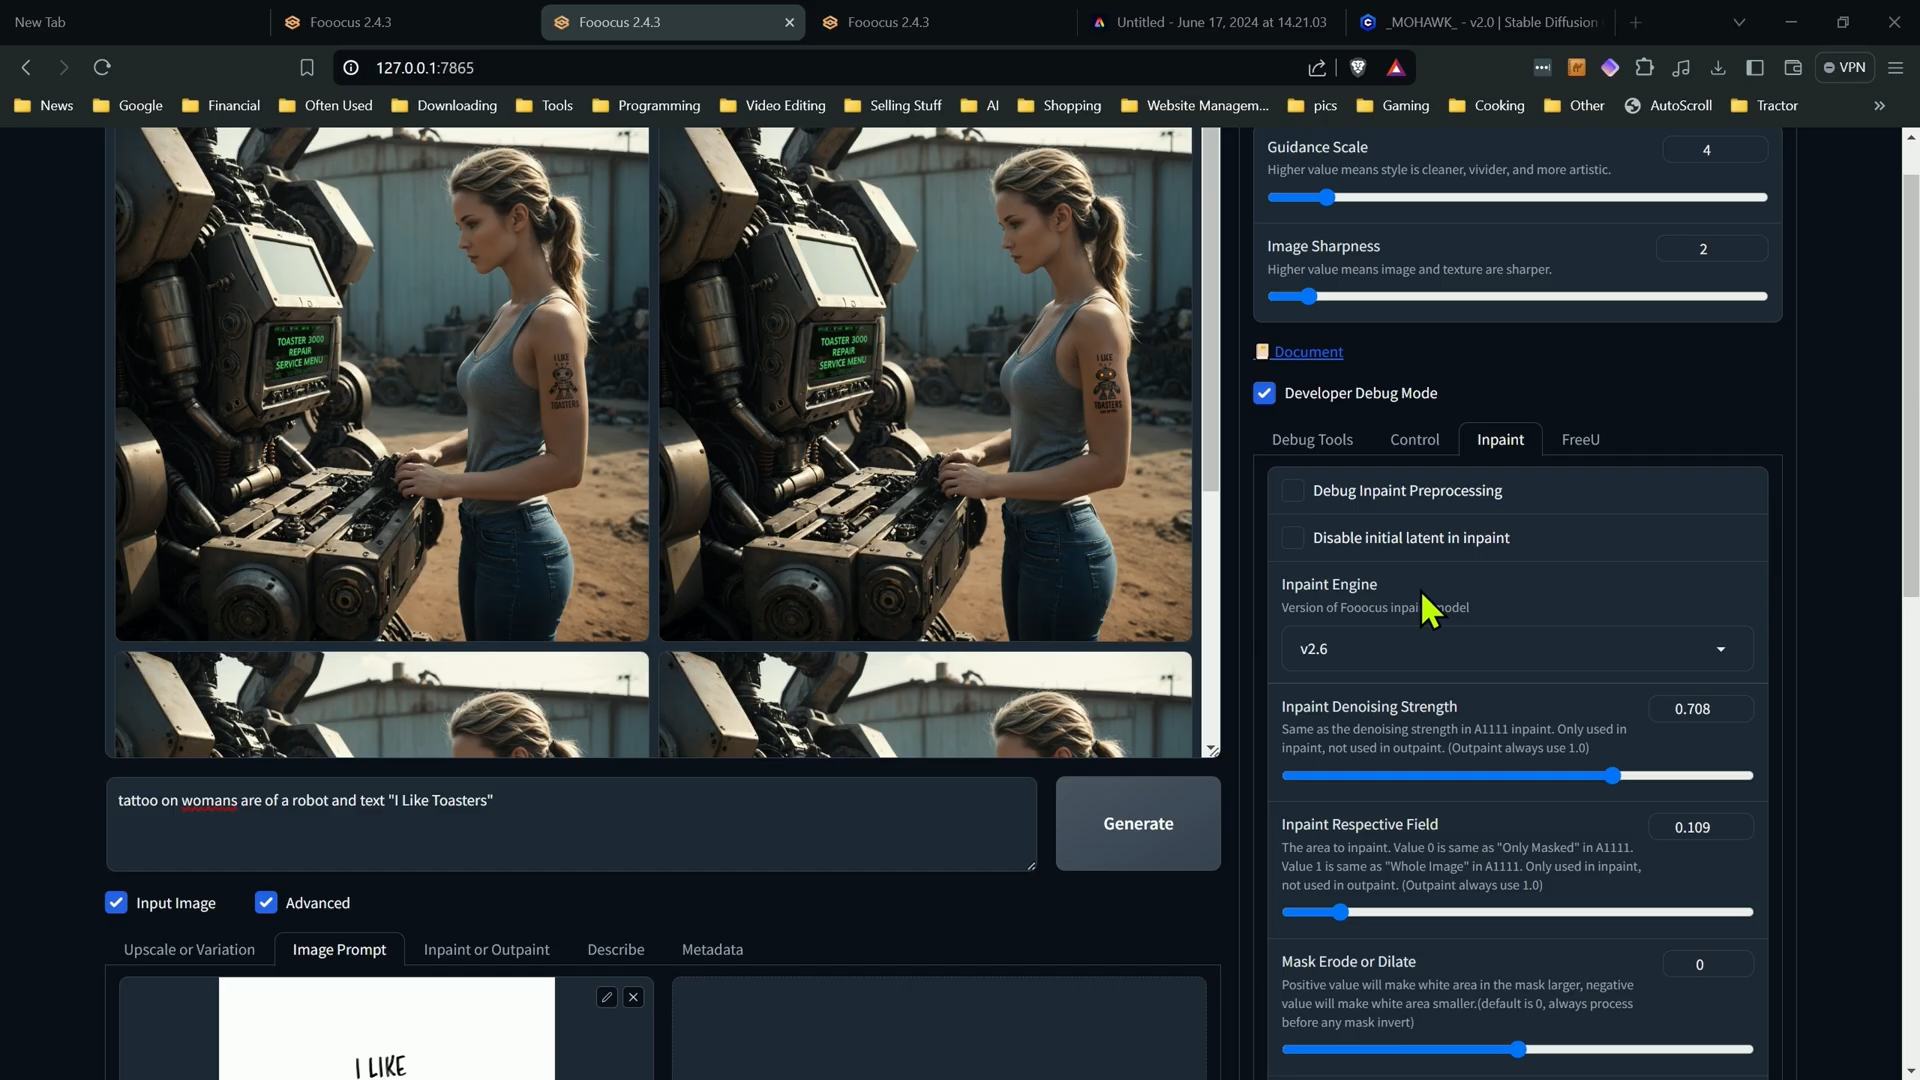 New Tab
Fooocus 2.4.3
Fooocus 2.4.3
Fooocus 2.4.3
Untitled - June 17, 2024 at 14.21.03
_MOHAWK_ - v2.0 | Stable Diffusion
127.0.0.1:7865
VPN
News
Google
Financial
Often Used
Downloading
Tools
Programming
Video Editing
Selling Stuff
AI
Shopping
Website Managem...
pics
Gaming
Cooking
Other
AutoScroll
Tractor
TOASTER 3000
REPAIR
SERVICE MENU
I LIKE
TOASTERS
TOASTER 3000
REPAIR
SERVICE MENU
I LIKE
TOASTERS
tattoo on womans are of a robot and text "I Like Toasters"
Generate
Input Image
Advanced
Upscale or Variation
Image Prompt
Inpaint or Outpaint
Describe
Metadata
I LIKE
Guidance Scale
4
Higher value means style is cleaner, vivider, and more artistic.
Image Sharpness
2
Higher value means image and texture are sharper.
Document
Developer Debug Mode
Debug Tools
Control
Inpaint
FreeU
Debug Inpaint Preprocessing
Disable initial latent in inpaint
Inpaint Engine
Version of Fooocus inpai odel
v2.6
Inpaint Denoising Strength
0.708
Same as the denoising strength in A1111 inpaint. Only used in
inpaint, not used in outpaint. (Outpaint always use 1.0)
Inpaint Respective Field
0.109
The area to inpaint. Value 0 is same as "Only Masked" in A1111.
Value 1 is same as "Whole Image" in A1111. Only used in inpaint,
not used in outpaint. (Outpaint always use 1.0)
Mask Erode or Dilate
0
Positive value will make white area in the mask larger, negative
value will make white area smaller.(default is 0, always process
before any mask invert)